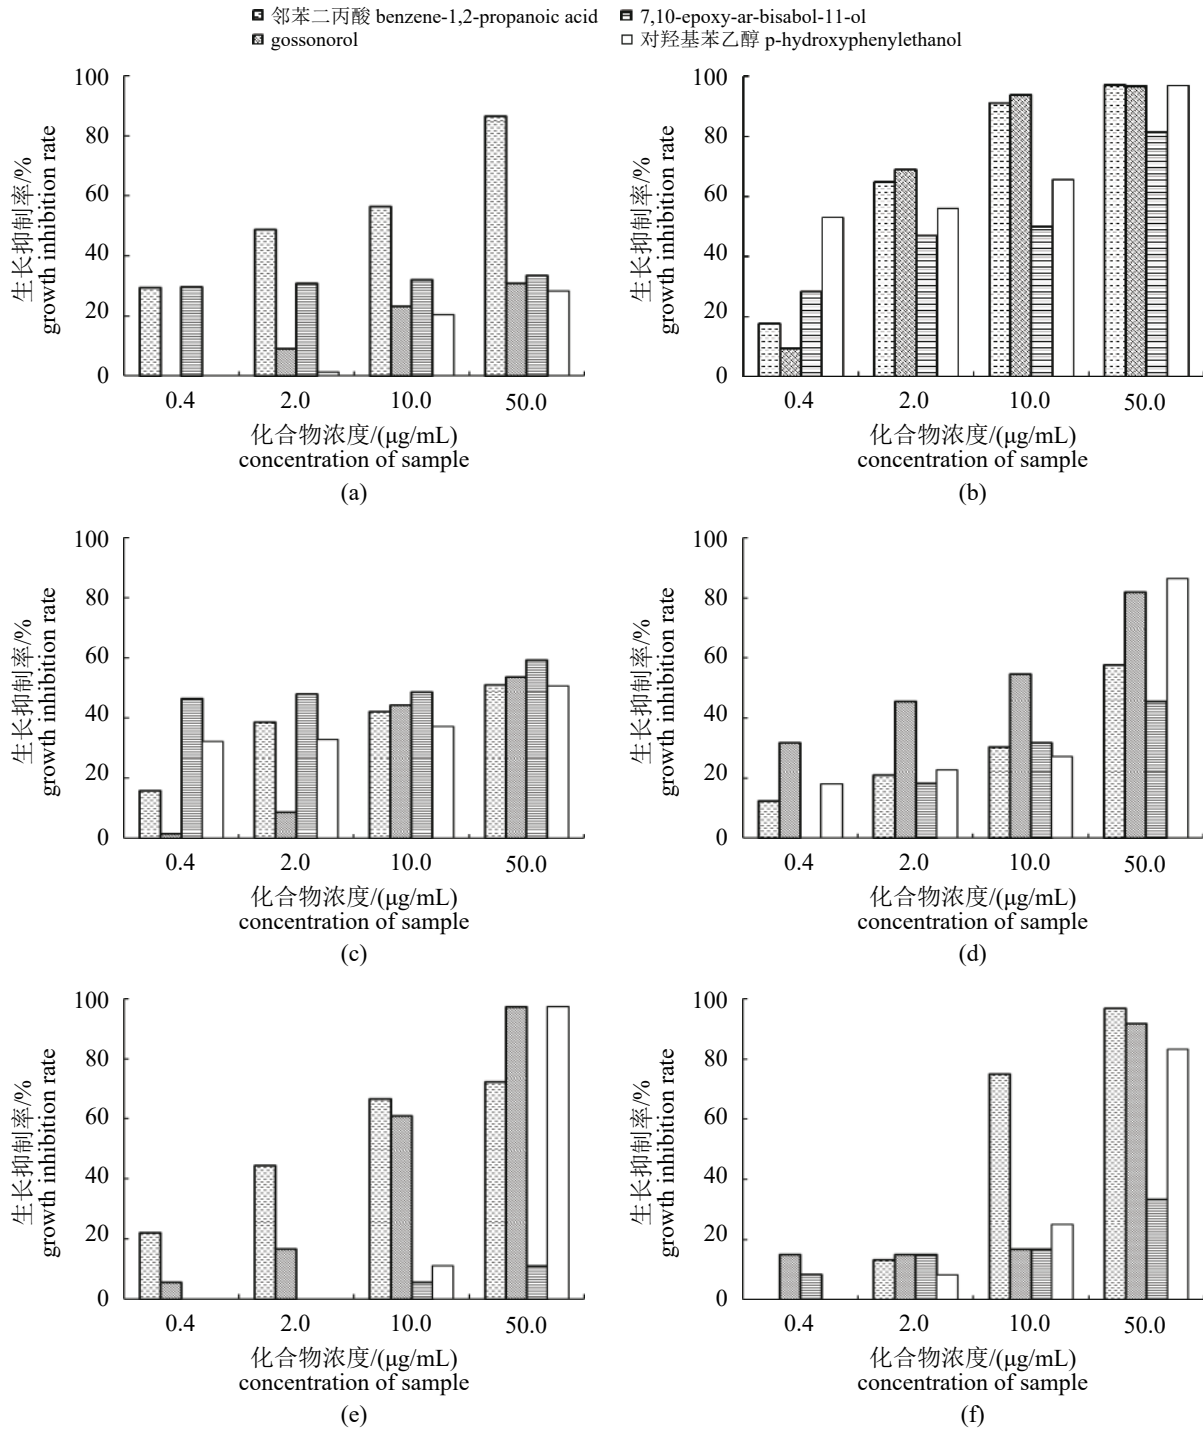 邻苯二丙酸 benzene-1,2-propanoic acid
7,10-epoxy-ar-bisabol-11-ol
gossonorol
对羟基苯乙醇 p-hydroxyphenylethanol
生长抑制率/%
growth inhibition rate
100
80
60
40
20
0
0.4 2.0 10.0 50.0
化合物浓度/(μg/mL)
concentration of sample
(a)
生长抑制率/%
growth inhibition rate
100
80
60
40
20
0
0.4 2.0 10.0 50.0
化合物浓度/(μg/mL)
concentration of sample
(b)
生长抑制率/%
growth inhibition rate
100
80
60
40
20
0
0.4 2.0 10.0 50.0
化合物浓度/(μg/mL)
concentration of sample
(c)
生长抑制率/%
growth inhibition rate
100
80
60
40
20
0
0.4 2.0 10.0 50.0
化合物浓度/(μg/mL)
concentration of sample
(d)
生长抑制率/%
growth inhibition rate
100
80
60
40
20
0
0.4 2.0 10.0 50.0
化合物浓度/(μg/mL)
concentration of sample
(e)
生长抑制率/%
growth inhibition rate
100
80
60
40
20
0
0.4 2.0 10.0 50.0
化合物浓度/(μg/mL)
concentration of sample
(f)